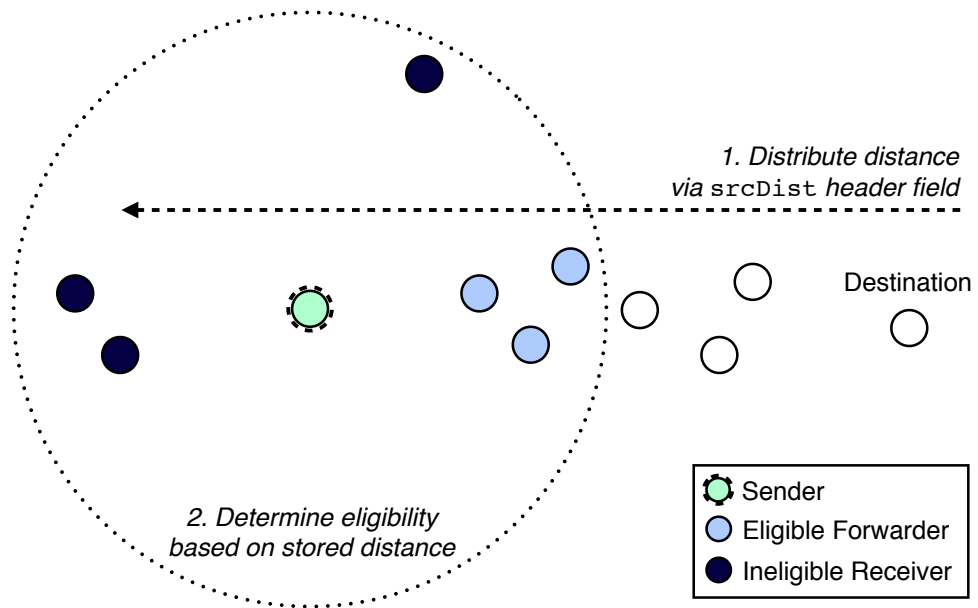 1. Distribute distance
via srcDist header field
Destination
2. Determine eligibility
based on stored distance
Sender
Eligible Forwarder
Ineligible Receiver